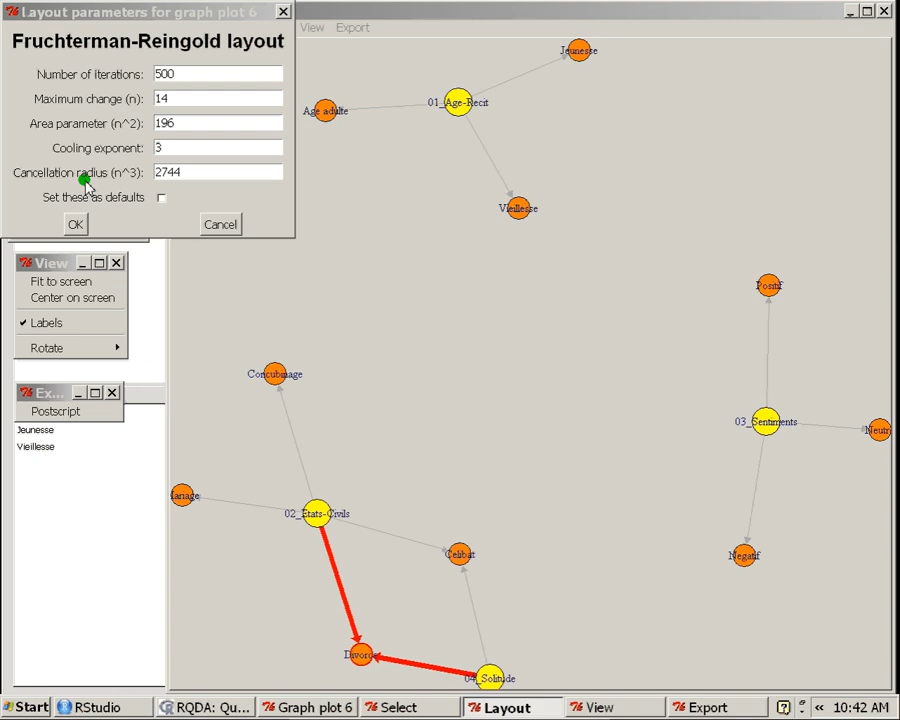 Layout parameters for graph plot 6
Fruchterman-Reingold layout
Number of iterations: 500
Maximum change (n): 14
Area parameter (n^2): 196
Cooling exponent: 3
Cancellation radius (n^3): 2744
Set these as defaults
OK Cancel
View Export
Jeunesse
01_Age-Recit
Age adulte
Vieillesse
View
Fit to screen
Center on screen
Labels
Rotate
Positif
Concubinage
Ex...
Postscript
Jeunesse
Vieillesse
03_Sentiments
Neutr
02_Etats-Civils
Celibat
Negatif
Divorce
04_Solitude
Start RStudio RQDA: Qu... Graph plot 6 Select Layout View Export « 10:42 AM